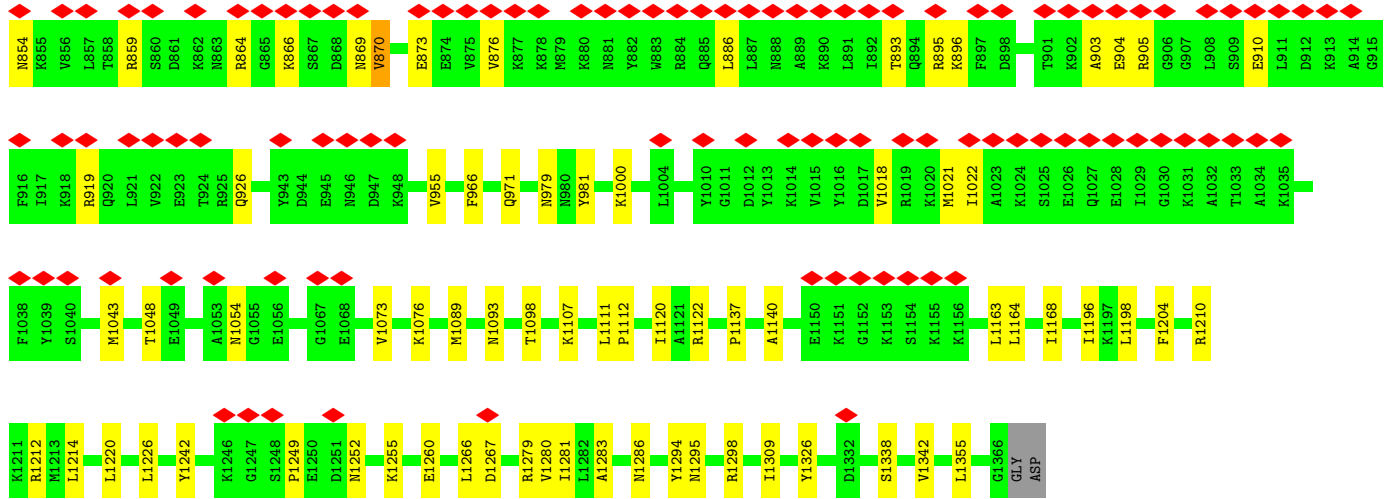 N854 K855 V856 L857 T858 R859 S860 D861 K862 N863 R864 G865 K866 S867 D868 N869 V870 E873 E874 V875 V876 K877 K878 M879 K880 N881 Y882 W883 R884 Q885 L886 L887 N888 A889 K890 L891 I892 T893 Q894 R895 K896 F897 D898 T901 K902 A903 E904 R905 G906 G907 L908 S909 E910 L911 D912 K913 A914 G915
F916 I917 K918 R919 Q920 L921 V922 E923 T924 R925 Q926 Y943 D944 E945 N946 D947 K948 V955 F966 Q971 N979 N980 Y981 K1000 L1004 Y1010 G1011 D1012 Y1013 K1014 V1015 Y1016 D1017 V1018 R1019 K1020 M1021 I1022 A1023 K1024 S1025 E1026 Q1027 E1028 I1029 G1030 K1031 A1032 T1033 A1034 K1035
F1038 Y1039 S1040 M1043 T1048 E1049 A1053 N1054 G1055 E1056 G1067 E1068 V1073 K1076 M1089 N1093 T1098 K1107 L1111 P1112 I1120 A1121 R1122 P1137 A1140 E1150 K1151 G1152 K1153 S1154 K1155 K1156 L1163 L1164 I1168 I1196 K1197 L1198 F1204 R1210
K1211 R1212 M1213 L1214 L1220 L1226 Y1242 K1246 G1247 S1248 P1249 E1250 D1251 N1252 K1255 E1260 L1266 D1267 R1279 V1280 I1281 L1282 A1283 N1286 Y1294 N1295 R1298 I1309 Y1326 D1332 S1338 V1342 L1355 G1366 GLY ASP